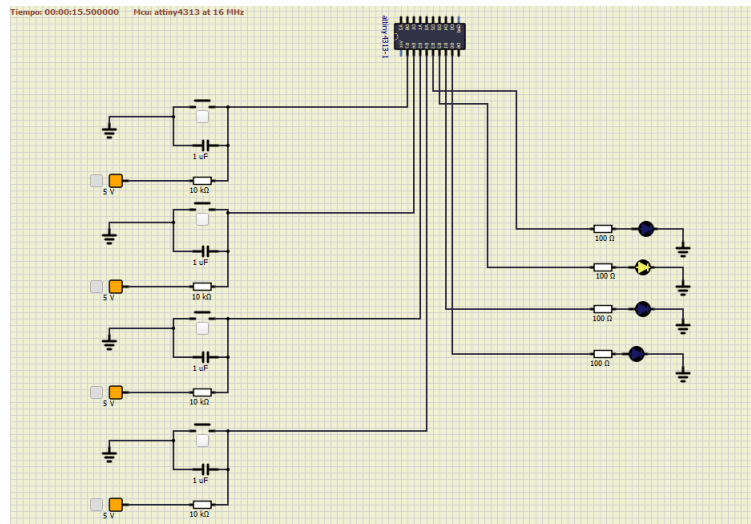 Tiempo: 00:00:15.500000 Mcu: attiny4313 at 16 MHz
attiny4313-1
1 uF
10 kΩ
5 V
1 uF
10 kΩ
5 V
1 uF
10 kΩ
5 V
1 uF
10 kΩ
5 V
100 Ω
100 Ω
100 Ω
100 Ω